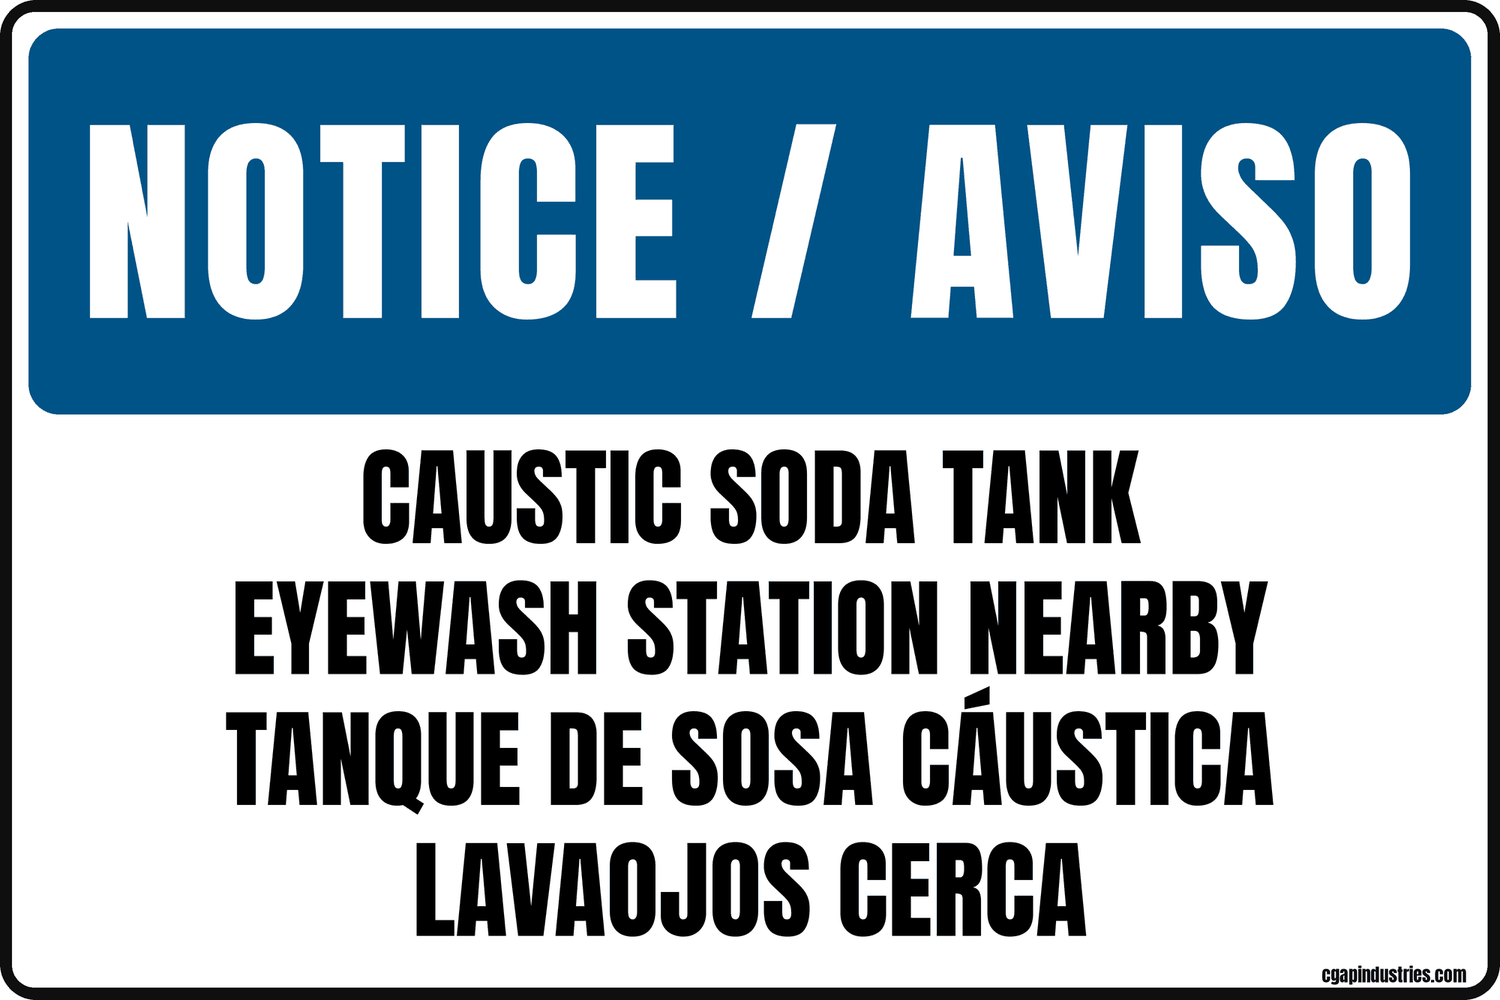 NOTICE / AVISO
CAUSTIC SODA TANK
EYEWASH STATION NEARBY
TANQUE DE SOSA CÁUSTICA
LAVAOJOS CERCA
cgapindustries.com